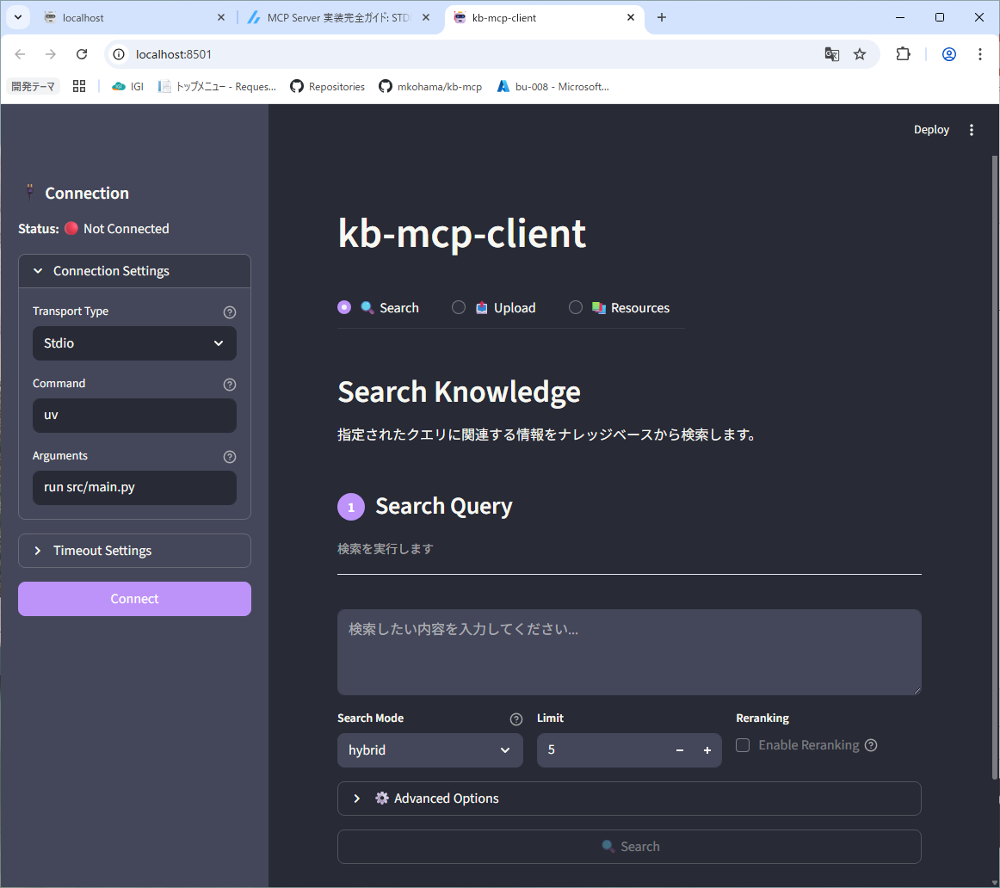 localhost
MCP Server 実装完全ガイド: STDI
kb-mcp-client
localhost:8501
開発テーマ
IGI
トップメニュー - Reques...
Repositories
mkohama/kb-mcp
bu-008 - Microsoft...
Deploy
Connection
Status: Not Connected
Connection Settings
Transport Type
Stdio
Command
uv
Arguments
run src/main.py
Timeout Settings
Connect
kb-mcp-client
Search
Upload
Resources
Search Knowledge
指定されたクエリに関連する情報をナレッジベースから検索します。
1 Search Query
検索を実行します
検索したい内容を入力してください...
Search Mode
Limit
Reranking
hybrid
5
Enable Reranking
Advanced Options
Search